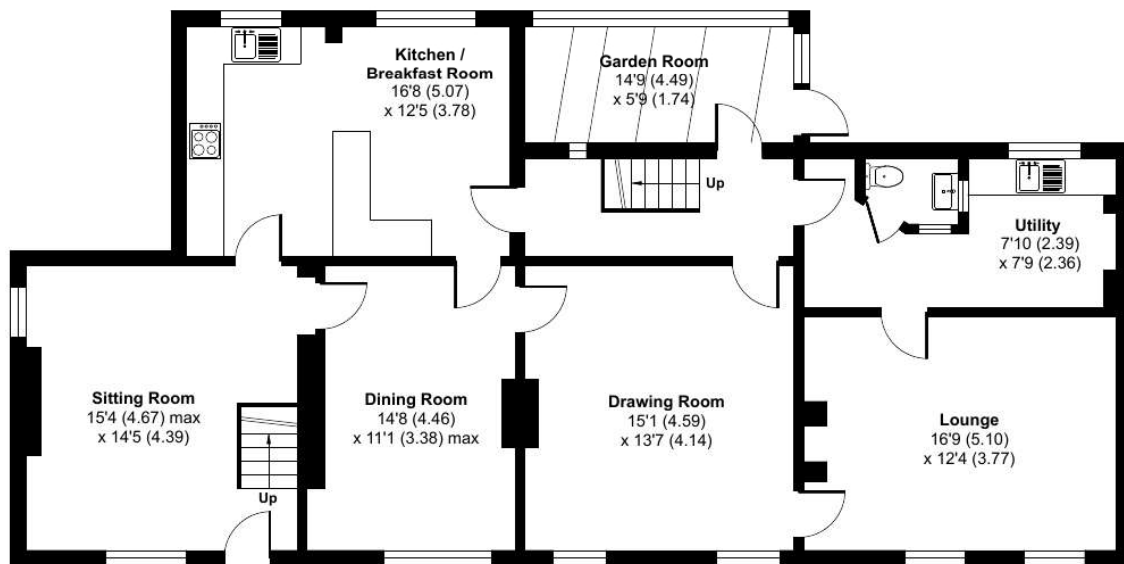 Kitchen /
Breakfast Room
16'8 (5.07)
x 12'5 (3.78)
Garden Room
14'9 (4.49)
x 5'9 (1.74)
Up
Utility
7'10 (2.39)
x 7'9 (2.36)
Sitting Room
15'4 (4.67) max
x 14'5 (4.39)
Up
Dining Room
14'8 (4.46)
x 11'1 (3.38) max
Drawing Room
15'1 (4.59)
x 13'7 (4.14)
Lounge
16'9 (5.10)
x 12'4 (3.77)